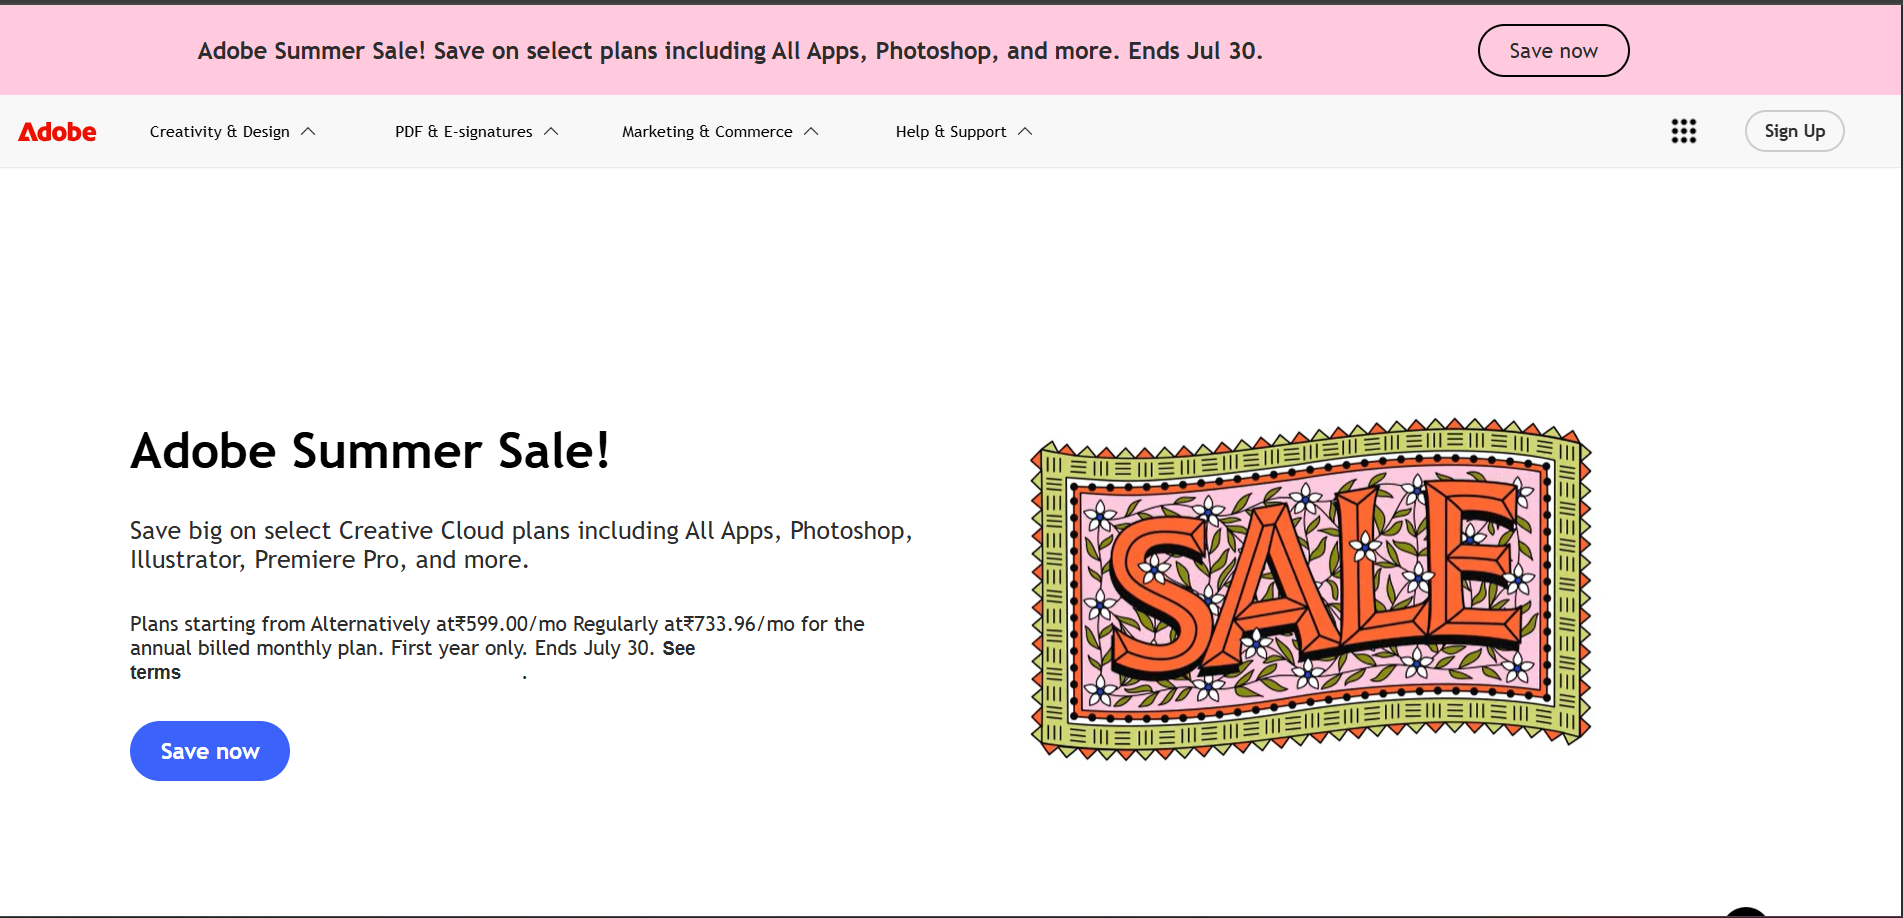 Adobe Summer Sale! Save on select plans including All Apps, Photoshop, and more. Ends Jul 30.
Save now
Adobe
Creativity & Design
PDF & E-signatures
Marketing & Commerce
Help & Support
Sign Up
Adobe Summer Sale!
Save big on select Creative Cloud plans including All Apps, Photoshop,
Illustrator, Premiere Pro, and more.
Plans starting from Alternatively at₹599.00/mo Regularly at₹733.96/mo for the
annual billed monthly plan. First year only. Ends July 30. See
terms .
Save now
SALE